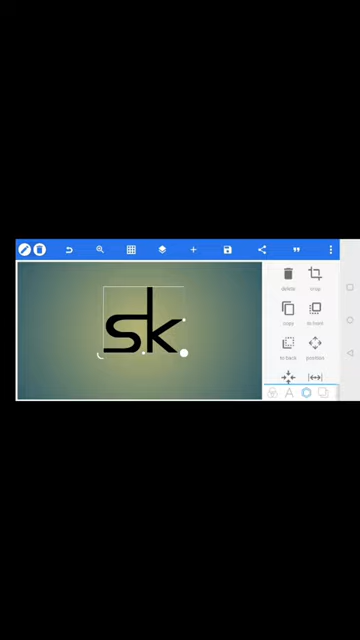 sk
delete
crop
copy
to front
to back
position
A